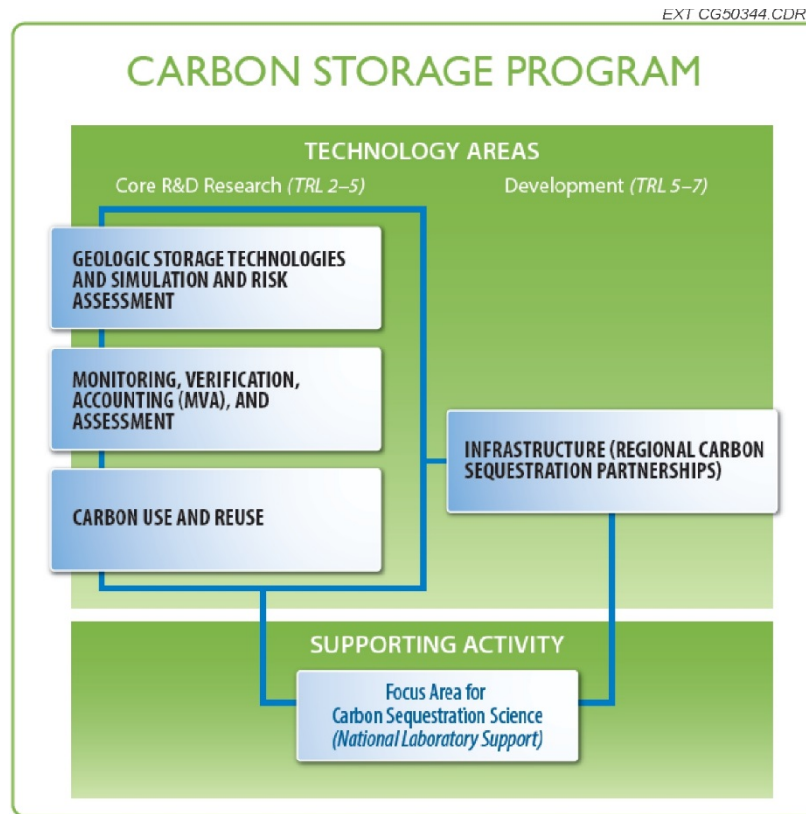 EXT CG50344.CDR
CARBON STORAGE PROGRAM
TECHNOLOGY AREAS
Core R&D Research (TRL 2–5)
Development (TRL 5–7)
GEOLOGIC STORAGE TECHNOLOGIES
AND SIMULATION AND RISK
ASSESSMENT
MONITORING, VERIFICATION,
ACCOUNTING (MVA), AND
ASSESSMENT
CARBON USE AND REUSE
INFRASTRUCTURE (REGIONAL CARBON
SEQUESTRATION PARTNERSHIPS)
SUPPORTING ACTIVITY
Focus Area for
Carbon Sequestration Science
(National Laboratory Support)